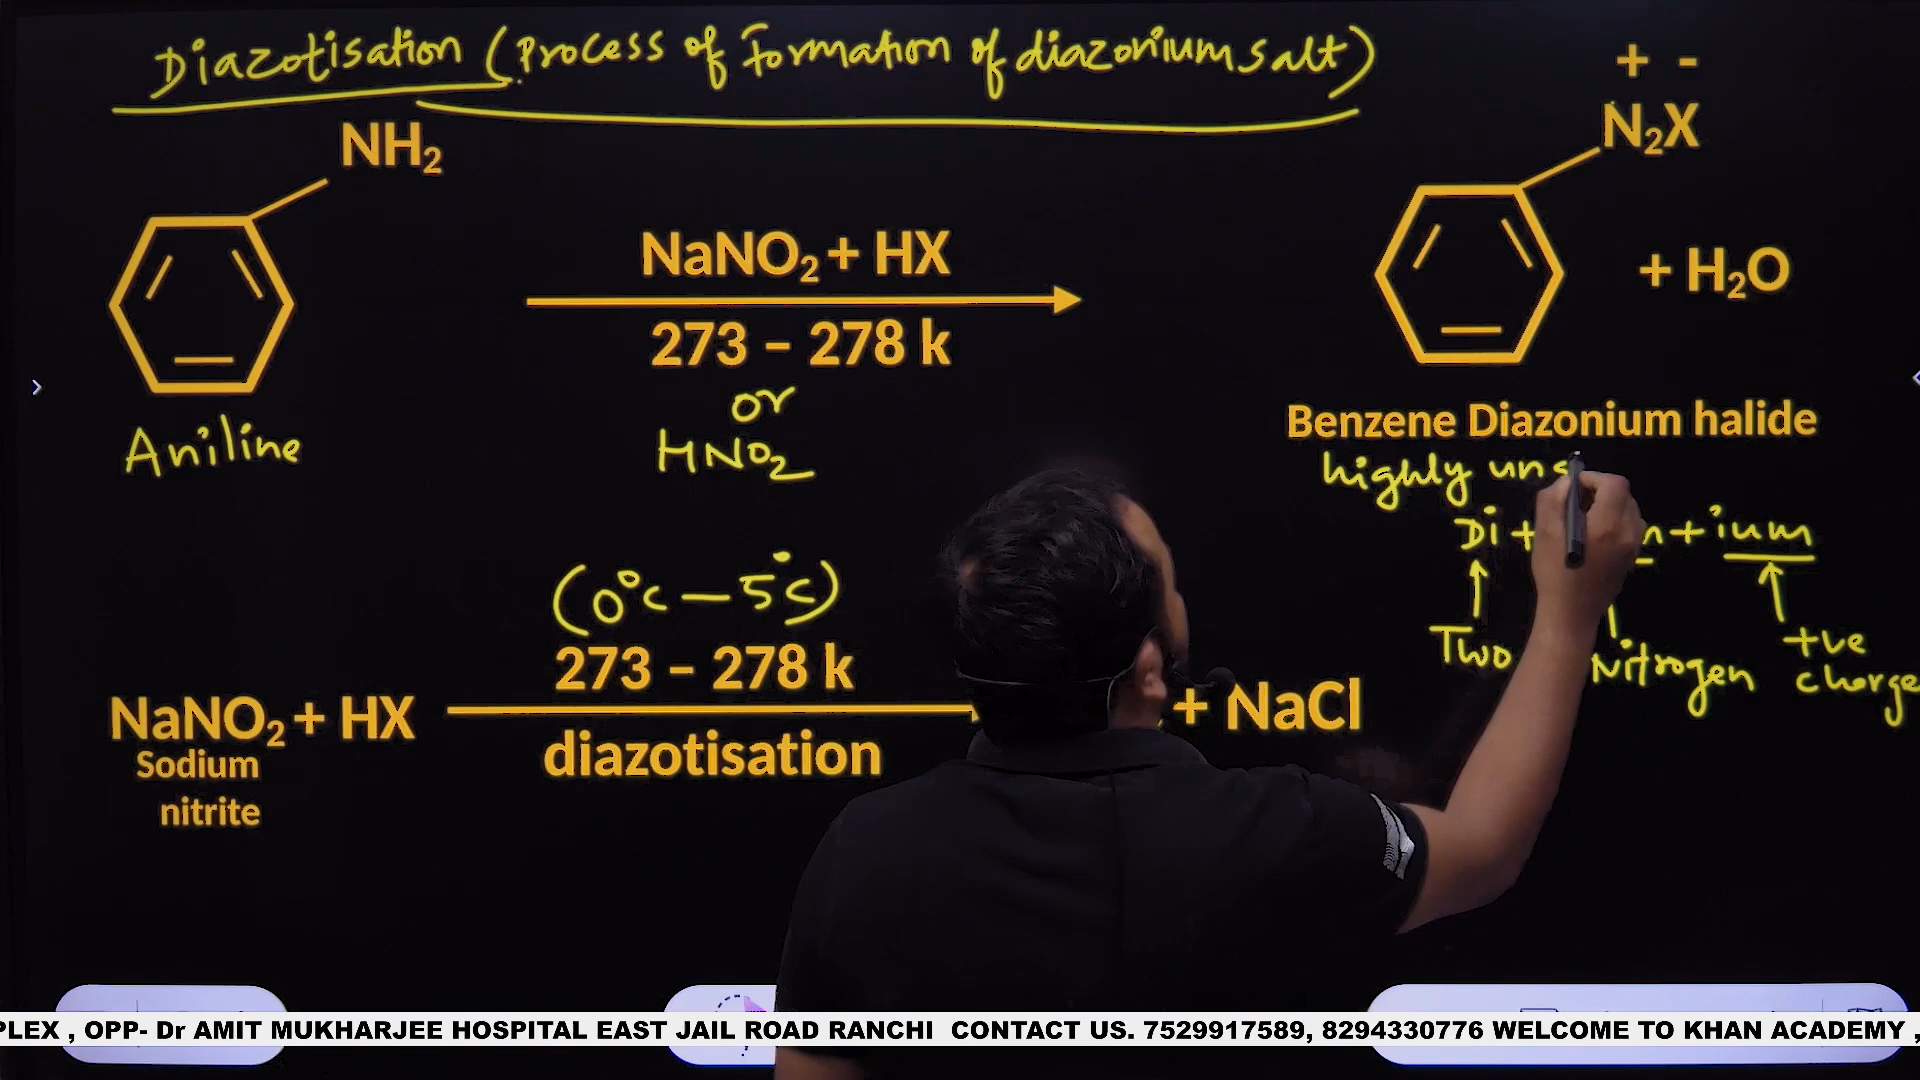 Diazotisation (Process of formation of diazonium salt)
NH₂
+ -
N₂X
NaNO₂ + HX
273 – 278 k
or
HNO₂
+ H₂O
Aniline
Benzene Diazonium halide
highly uns
Di + n + ium
Two Nitrogen +ve charge
(0°c – 5°c)
273 – 278 k
NaNO₂ + HX
+ NaCl
diazotisation
Sodium
nitrite
PLEX , OPP- Dr AMIT MUKHARJEE HOSPITAL EAST JAIL ROAD RANCHI CONTACT US. 7529917589, 8294330776 WELCOME TO KHAN ACADEMY ,